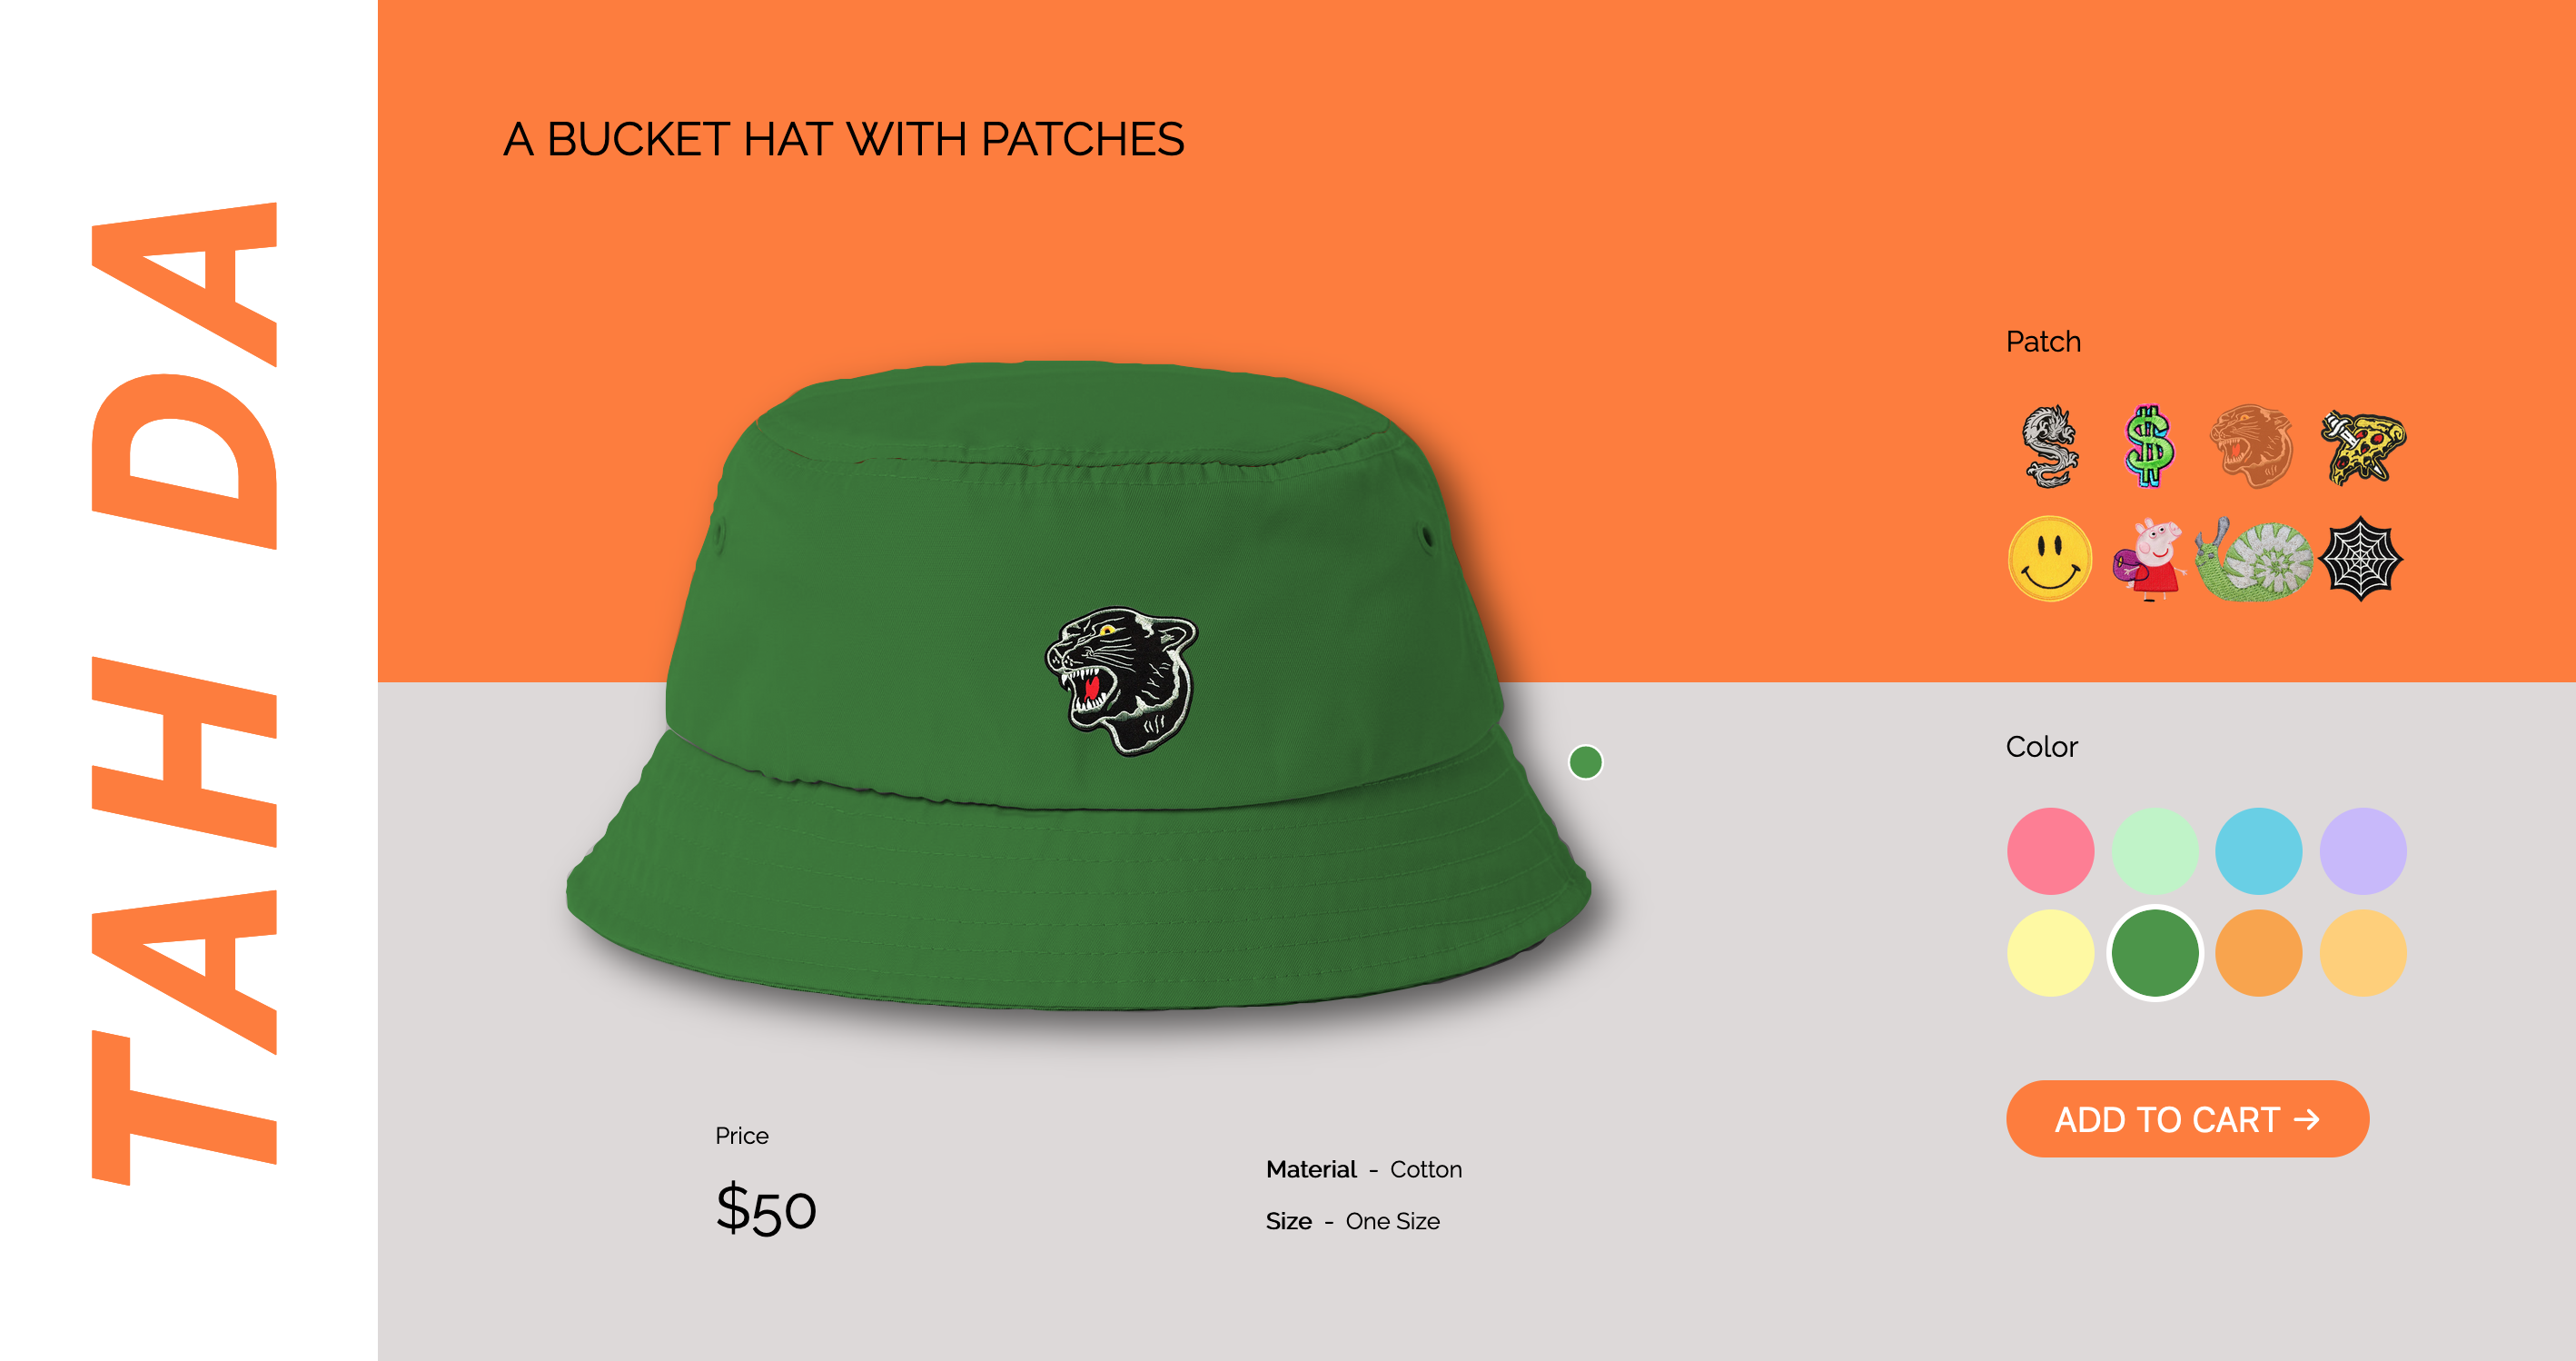 TAH DA
A BUCKET HAT WITH PATCHES
Patch
Color
ADD TO CART →
Price
$50
Material - Cotton
Size - One Size